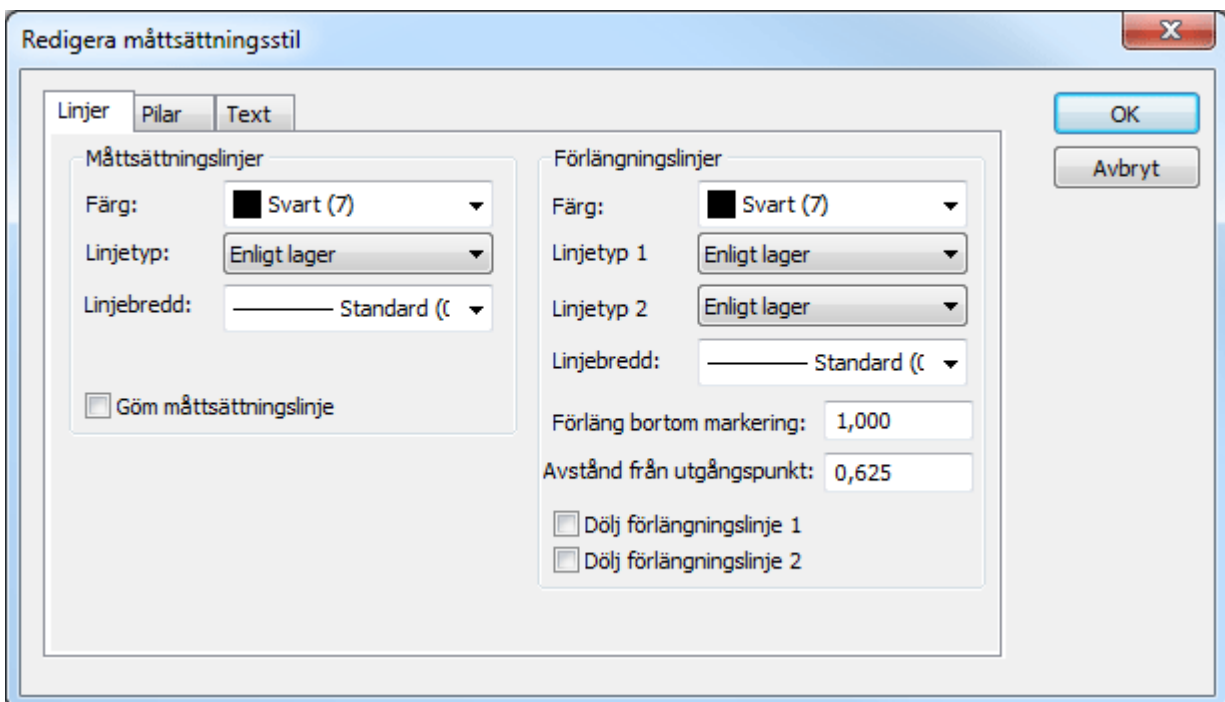 Redigera måttsättningsstil
Linjer
Pilar
Text
OK
Avbryt
Måttsättningslinjer
Färg:
Svart (7)
Linjetyp:
Enligt lager
Linjebredd:
Standard (
Göm måttsättningslinje
Förlängningslinjer
Färg:
Svart (7)
Linjetyp 1
Enligt lager
Linjetyp 2
Enligt lager
Linjebredd:
Standard (
Förläng bortom markering:
1,000
Avstånd från utgångspunkt:
0,625
Dölj förlängningslinje 1
Dölj förlängningslinje 2